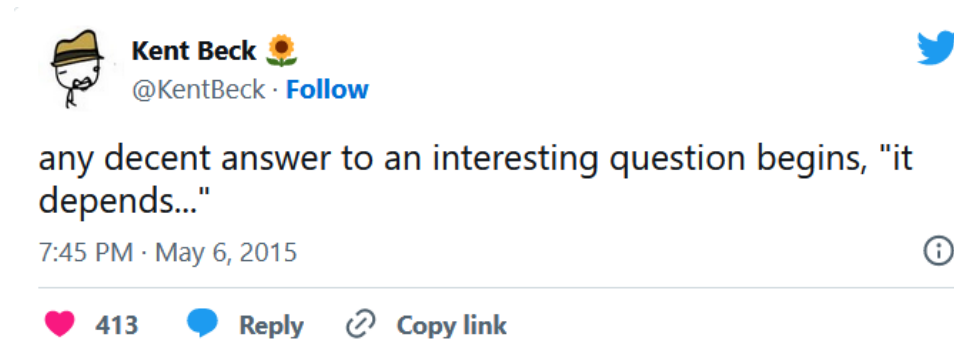 Kent Beck 🌻
@KentBeck · Follow
any decent answer to an interesting question begins, "it
depends..."
7:45 PM · May 6, 2015
413 Reply Copy link